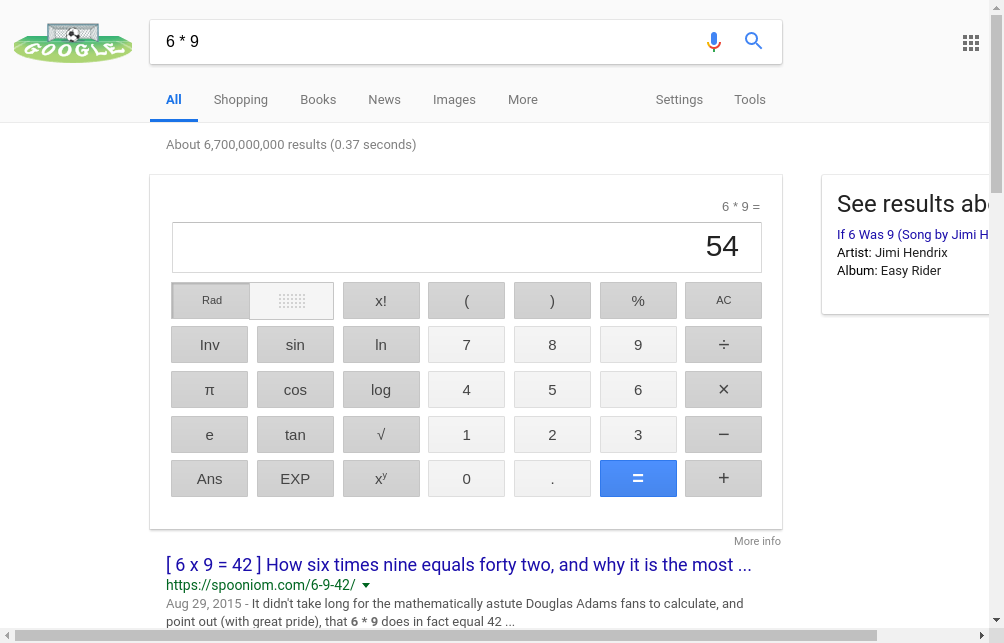 GOOGLE
6 * 9
All Shopping Books News Images More Settings Tools
About 6,700,000,000 results (0.37 seconds)
6 * 9 =
54
Rad x! ( ) % AC
Inv sin ln 7 8 9 ÷
π cos log 4 5 6 ×
e tan √ 1 2 3 −
Ans EXP xʸ 0 . = +
More info
See results abo
If 6 Was 9 (Song by Jimi H
Artist: Jimi Hendrix
Album: Easy Rider
[ 6 x 9 = 42 ] How six times nine equals forty two, and why it is the most ...
https://spooniom.com/6-9-42/
Aug 29, 2015 - It didn't take long for the mathematically astute Douglas Adams fans to calculate, and
point out (with great pride), that 6 * 9 does in fact equal 42 ...